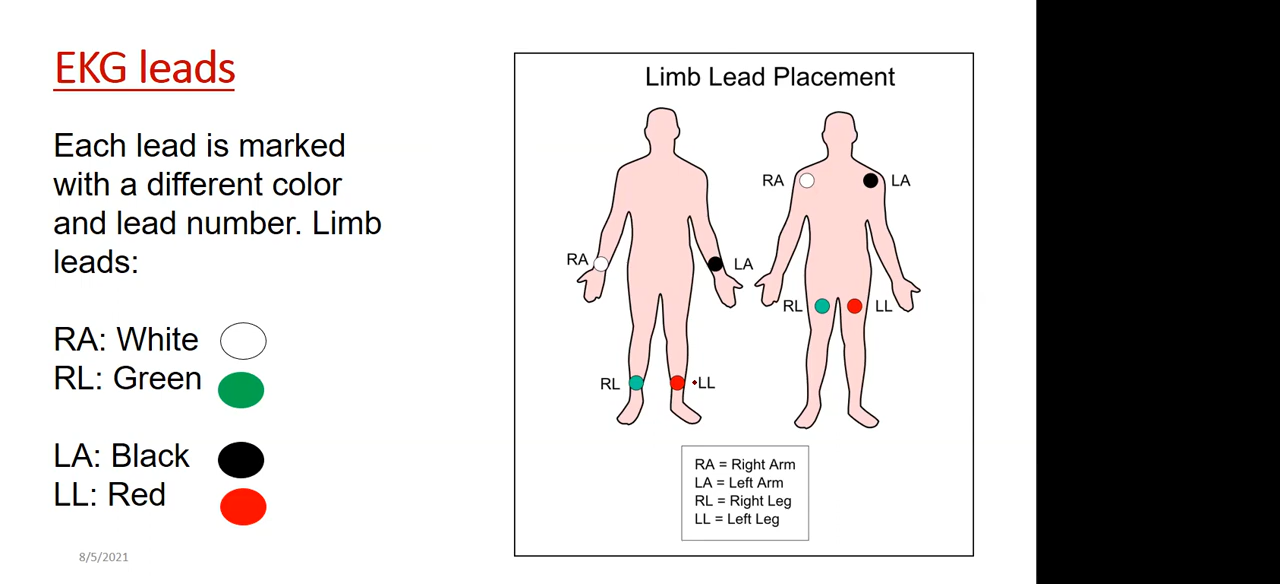 EKG leads
Each lead is marked
with a different color
and lead number. Limb
leads:
RA: White
RL: Green
LA: Black
LL: Red
8/5/2021
Limb Lead Placement
RA
LA
RL
LL
RA
LA
RL
LL
RA = Right Arm
LA = Left Arm
RL = Right Leg
LL = Left Leg